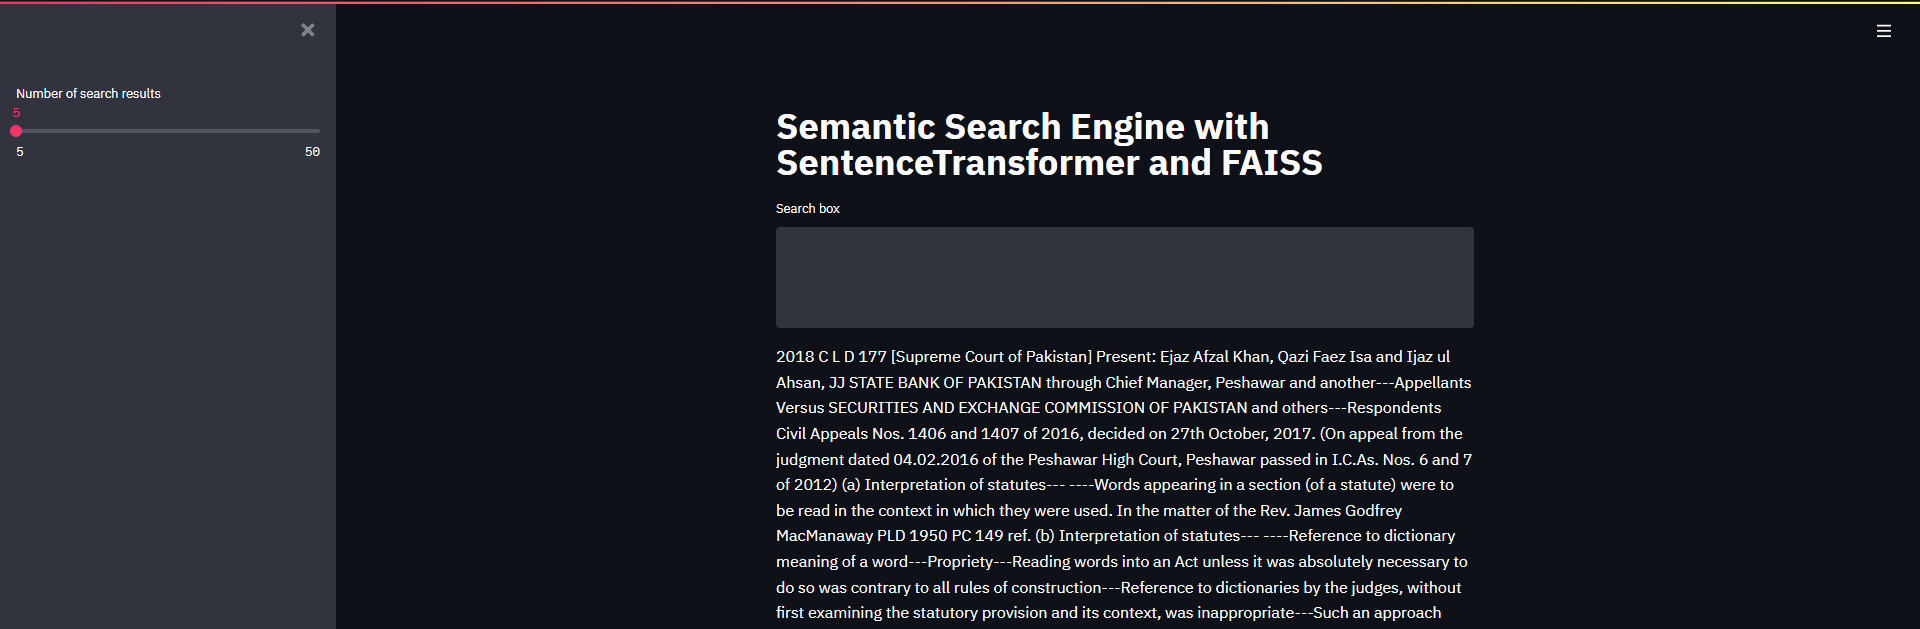 Number of search results
5
5 50
Semantic Search Engine with
SentenceTransformer and FAISS
Search box
2018 C L D 177 [Supreme Court of Pakistan] Present: Ejaz Afzal Khan, Qazi Faez Isa and Ijaz ul
Ahsan, JJ STATE BANK OF PAKISTAN through Chief Manager, Peshawar and another---Appellants
Versus SECURITIES AND EXCHANGE COMMISSION OF PAKISTAN and others---Respondents
Civil Appeals Nos. 1406 and 1407 of 2016, decided on 27th October, 2017. (On appeal from the
judgment dated 04.02.2016 of the Peshawar High Court, Peshawar passed in I.C.As. Nos. 6 and 7
of 2012) (a) Interpretation of statutes--- ----Words appearing in a section (of a statute) were to
be read in the context in which they were used. In the matter of the Rev. James Godfrey
MacManaway PLD 1950 PC 149 ref. (b) Interpretation of statutes--- ----Reference to dictionary
meaning of a word---Propriety---Reading words into an Act unless it was absolutely necessary to
do so was contrary to all rules of construction---Reference to dictionaries by the judges, without
first examining the statutory provision and its context, was inappropriate---Such an approach